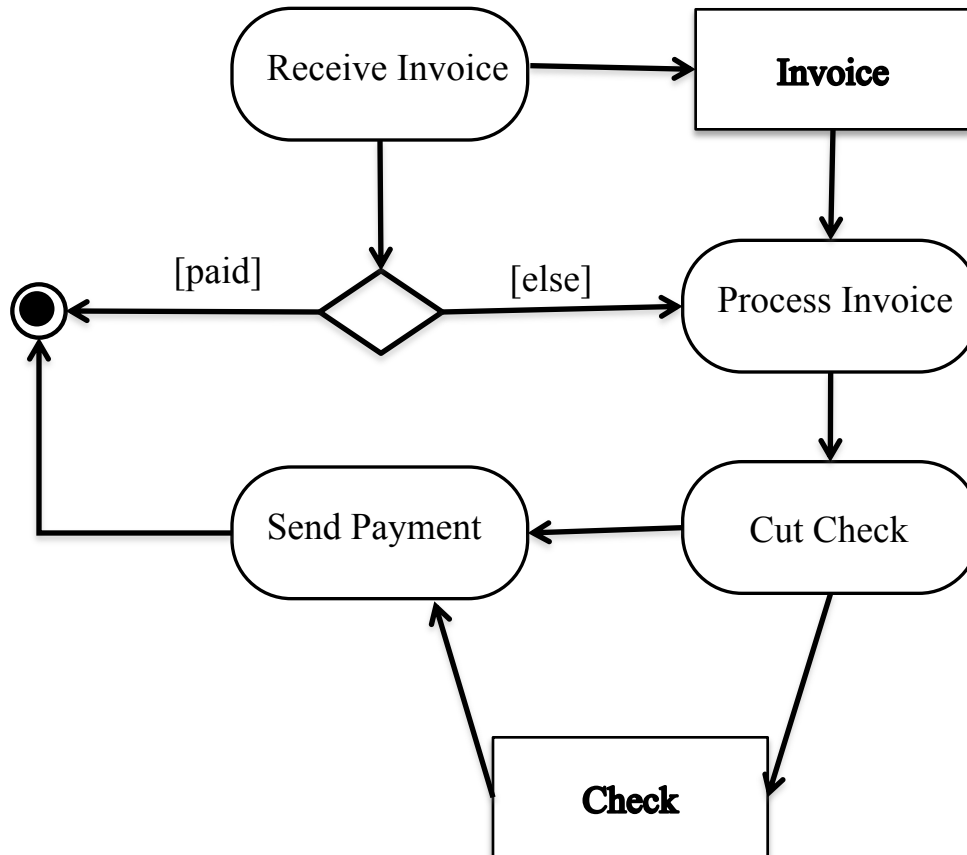 Receive Invoice
Invoice
[paid]
[else]
Process Invoice
Send Payment
Cut Check
Check